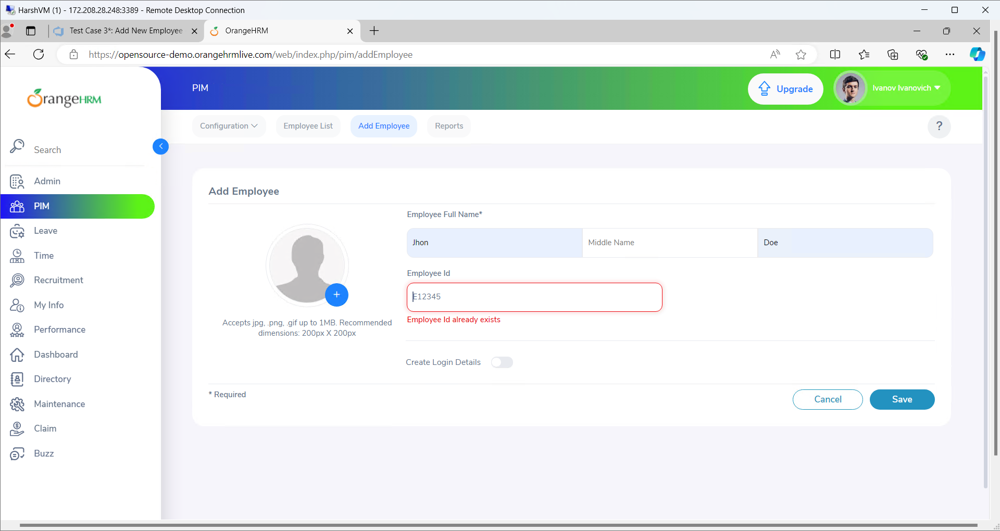 HarshVM (1) - 172.208.28.248:3389 - Remote Desktop Connection
Test Case 3*: Add New Employee
OrangeHRM
https://opensource-demo.orangehrmlive.com/web/index.php/pim/addEmployee
OrangeHRM
PIM
Upgrade
Ivanov Ivanovich
Configuration
Employee List
Add Employee
Reports
?
Search
Admin
PIM
Leave
Time
Recruitment
My Info
Performance
Dashboard
Directory
Maintenance
Claim
Buzz
Add Employee
Accepts jpg, .png, .gif up to 1MB. Recommended
dimensions: 200px X 200px
Employee Full Name*
Jhon
Middle Name
Doe
Employee Id
E12345
Employee Id already exists
Create Login Details
* Required
Cancel
Save